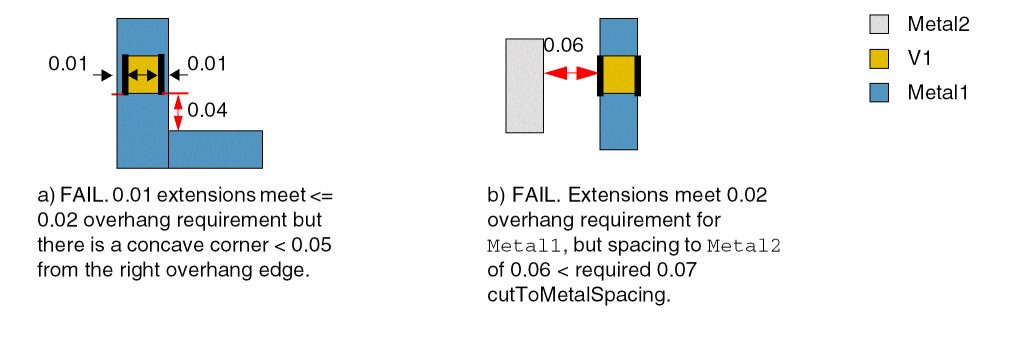 0.01
0.01
0.04
0.06
Metal2
V1
Metal1
a) FAIL. 0.01 extensions meet <=
0.02 overhang requirement but
there is a concave corner < 0.05
from the right overhang edge.
b) FAIL. Extensions meet 0.02
overhang requirement for
Metal1, but spacing to Metal2
of 0.06 < required 0.07
cutToMetalSpacing.